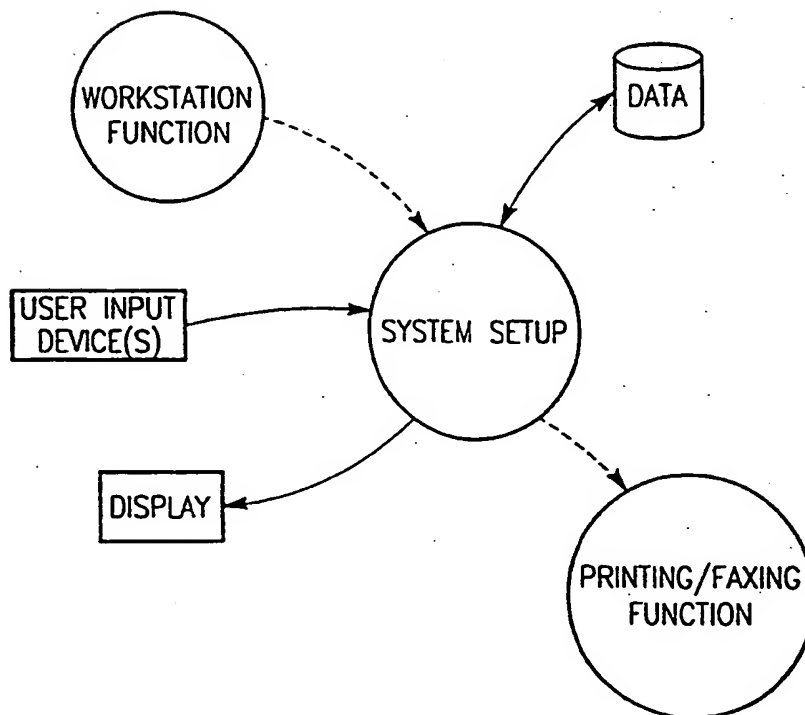 WORKSTATION
FUNCTION
DATA
USER INPUT
DEVICE(S)
SYSTEM SETUP
DISPLAY
PRINTING/FAXING
FUNCTION